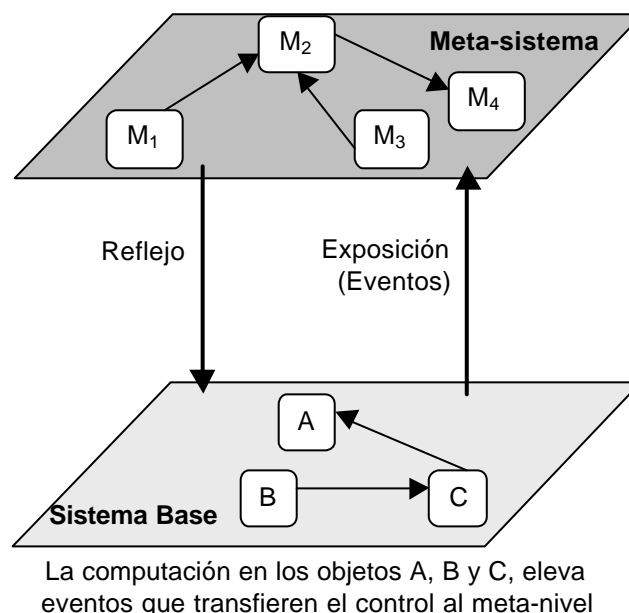 Meta-sistema
M2
M4
M1
M3
Reflejo
Exposición
(Eventos)
A
B
C
Sistema Base
La computación en los objetos A, B y C, eleva
eventos que transfieren el control al meta-nivel